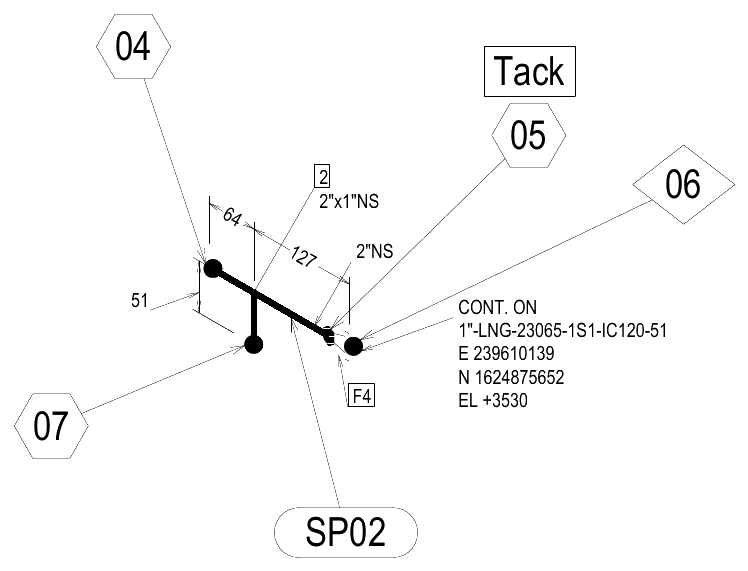 04
Tack
05
06
2
2"x1"NS
64
127
2"NS
51
CONT. ON
1"-LNG-23065-1S1-IC120-51
E 239610139
N 1624875652
EL +3530
F4
07
SP02